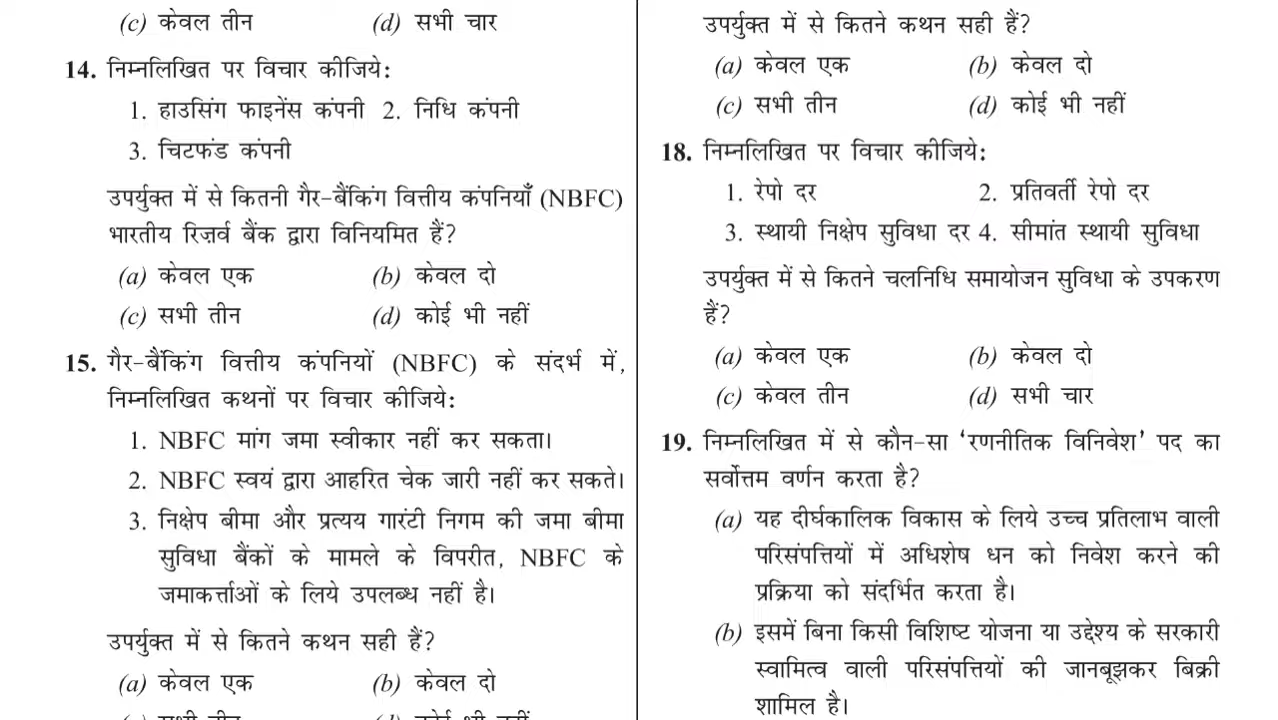 (c) केवल तीन (d) सभी चार
14. निम्नलिखित पर विचार कीजिये:
1. हाउसिंग फाइनेंस कंपनी 2. निधि कंपनी
3. चिटफंड कंपनी
उपर्युक्त में से कितनी गैर-बैंकिंग वित्तीय कंपनियाँ (NBFC)
भारतीय रिज़र्व बैंक द्वारा विनियमित हैं?
(a) केवल एक (b) केवल दो
(c) सभी तीन (d) कोई भी नहीं
15. गैर-बैंकिंग वित्तीय कंपनियों (NBFC) के संदर्भ में,
निम्नलिखित कथनों पर विचार कीजिये:
1. NBFC मांग जमा स्वीकार नहीं कर सकता।
2. NBFC स्वयं द्वारा आहरित चेक जारी नहीं कर सकते।
3. निक्षेप बीमा और प्रत्यय गारंटी निगम की जमा बीमा
सुविधा बैंकों के मामले के विपरीत, NBFC के
जमाकर्त्ताओं के लिये उपलब्ध नहीं है।
उपर्युक्त में से कितने कथन सही हैं?
(a) केवल एक (b) केवल दो
(c) सभी तीन (d) कोई भी नहीं
उपर्युक्त में से कितने कथन सही हैं?
(a) केवल एक (b) केवल दो
(c) सभी तीन (d) कोई भी नहीं
18. निम्नलिखित पर विचार कीजिये:
1. रेपो दर 2. प्रतिवर्ती रेपो दर
3. स्थायी निक्षेप सुविधा दर 4. सीमांत स्थायी सुविधा
उपर्युक्त में से कितने चलनिधि समायोजन सुविधा के उपकरण
हैं?
(a) केवल एक (b) केवल दो
(c) केवल तीन (d) सभी चार
19. निम्नलिखित में से कौन-सा ‘रणनीतिक विनिवेश’ पद का
सर्वोत्तम वर्णन करता है?
(a) यह दीर्घकालिक विकास के लिये उच्च प्रतिलाभ वाली
परिसंपत्तियों में अधिशेष धन को निवेश करने की
प्रक्रिया को संदर्भित करता है।
(b) इसमें बिना किसी विशिष्ट योजना या उद्देश्य के सरकारी
स्वामित्व वाली परिसंपत्तियों की जानबूझकर बिक्री
शामिल है।